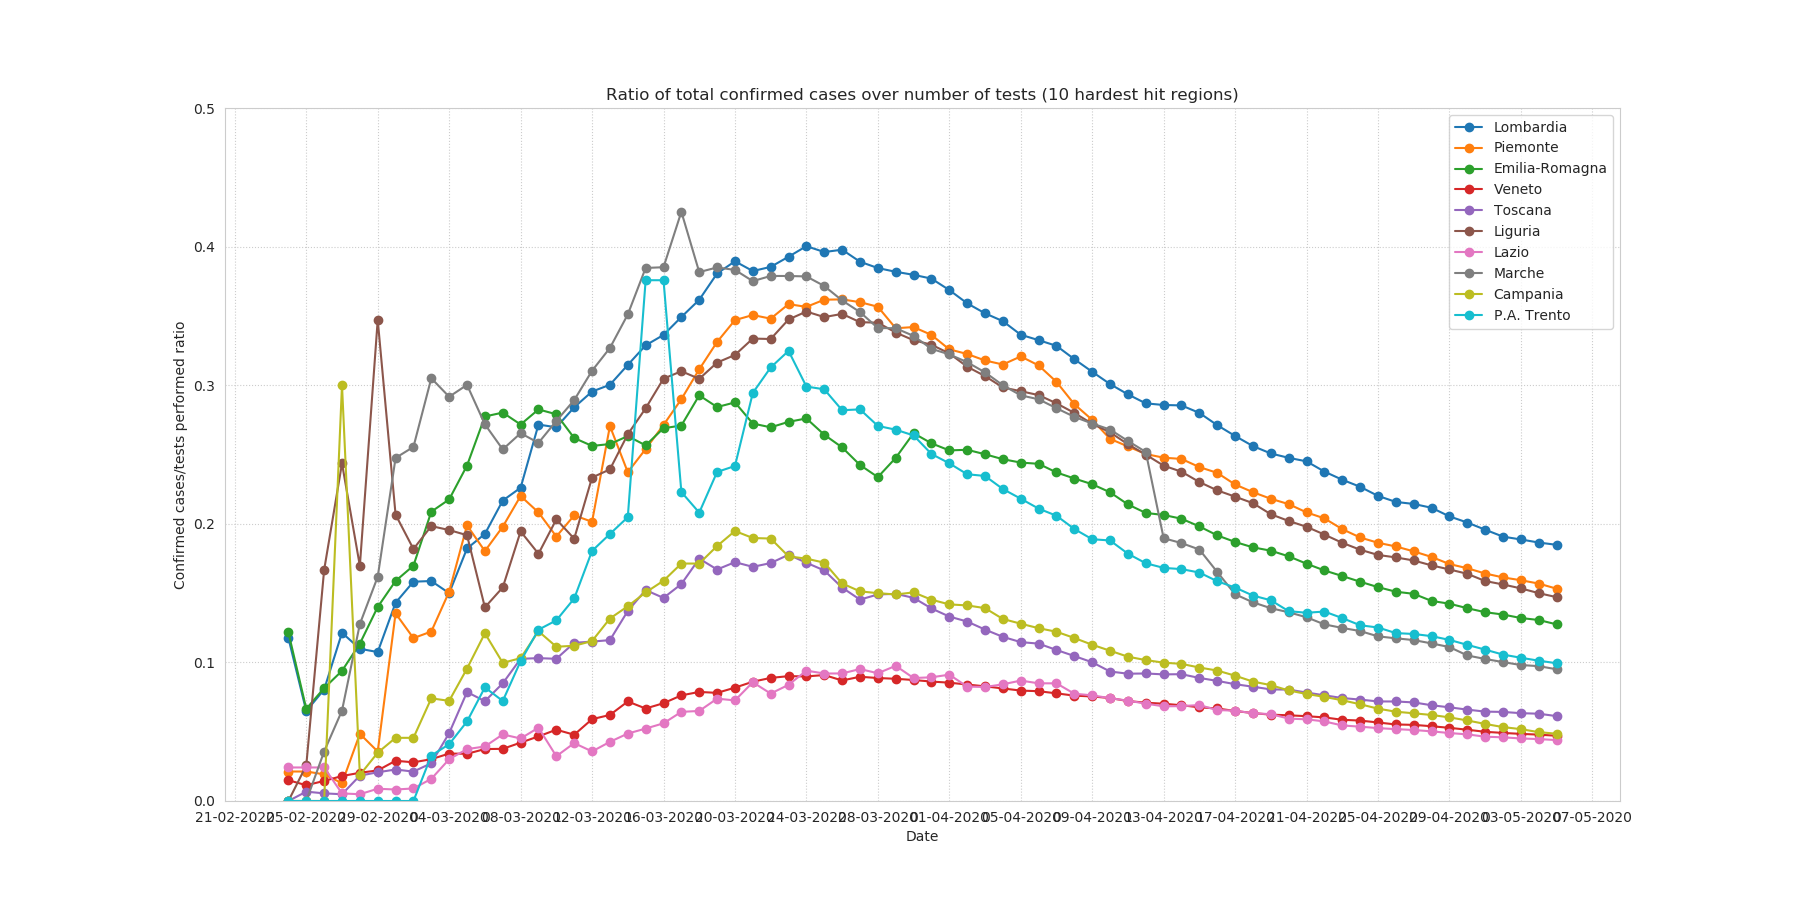 Ratio of total confirmed cases over number of tests (10 hardest hit regions)
0.5
0.4
0.3
0.2
0.1
0.0
Confirmed cases/tests performed ratio
Lombardia
Piemonte
Emilia-Romagna
Veneto
Toscana
Liguria
Lazio
Marche
Campania
P.A. Trento
21-02-2020 25-02-2020 29-02-2020 04-03-2020 08-03-2020 12-03-2020 16-03-2020 20-03-2020 24-03-2020 28-03-2020 01-04-2020 05-04-2020 09-04-2020 13-04-2020 17-04-2020 21-04-2020 25-04-2020 29-04-2020 03-05-2020 07-05-2020
Date